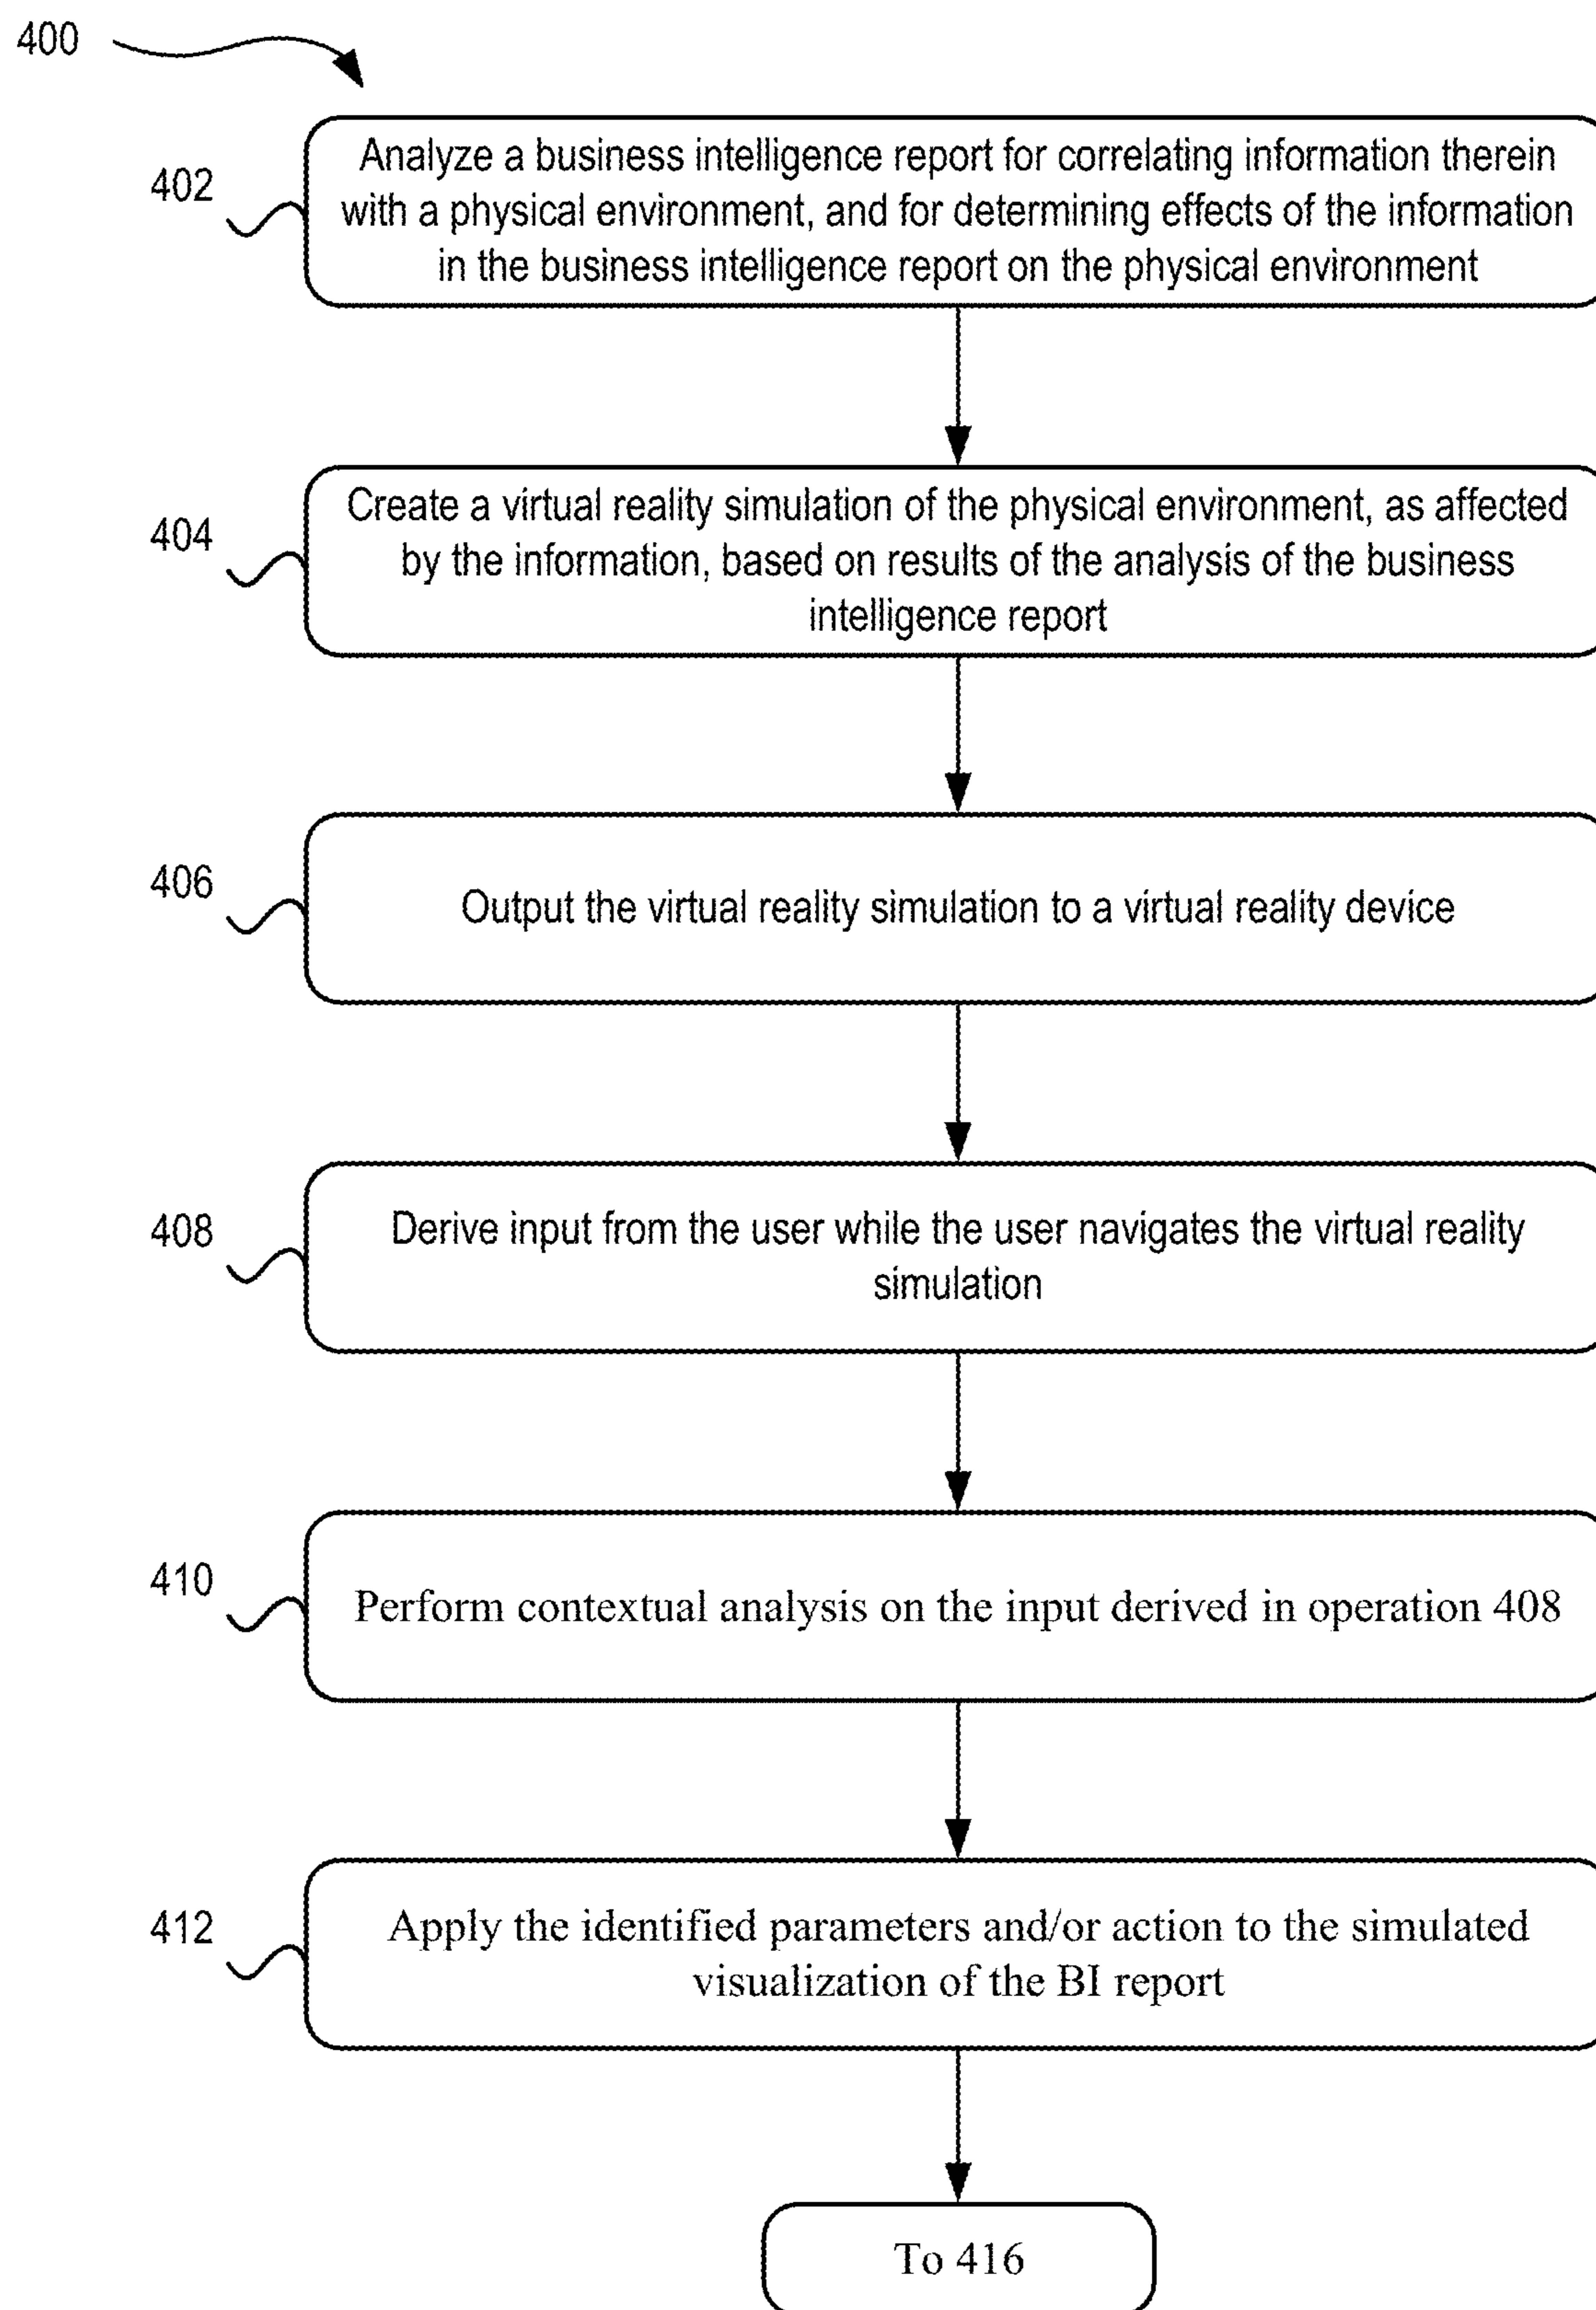 400
402
Analyze a business intelligence report for correlating information therein
with a physical environment, and for determining effects of the information
in the business intelligence report on the physical environment
404
Create a virtual reality simulation of the physical environment, as affected
by the information, based on results of the analysis of the business
intelligence report
406
Output the virtual reality simulation to a virtual reality device
408
Derive input from the user while the user navigates the virtual reality
simulation
410
Perform contextual analysis on the input derived in operation 408
412
Apply the identified parameters and/or action to the simulated
visualization of the BI report
To 416